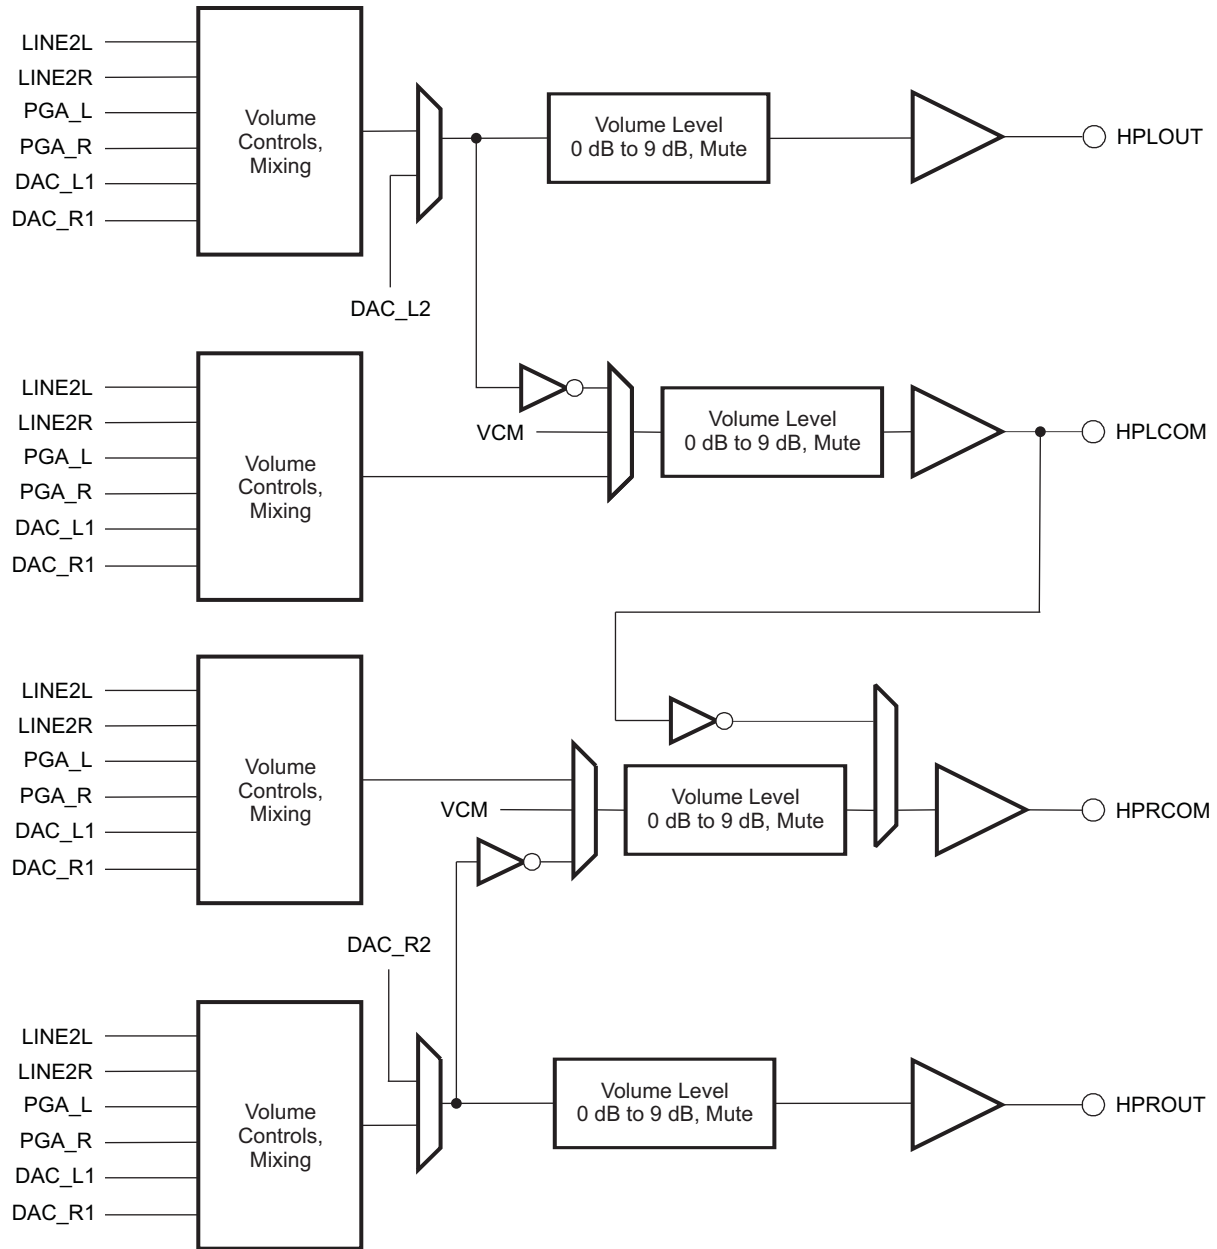 LINE2L
LINE2R
PGA_L
PGA_R
DAC_L1
DAC_R1
Volume
Controls,
Mixing
DAC_L2
Volume Level
0 dB to 9 dB, Mute
HPLOUT
LINE2L
LINE2R
PGA_L
PGA_R
DAC_L1
DAC_R1
Volume
Controls,
Mixing
VCM
Volume Level
0 dB to 9 dB, Mute
HPLCOM
LINE2L
LINE2R
PGA_L
PGA_R
DAC_L1
DAC_R1
Volume
Controls,
Mixing
VCM
Volume Level
0 dB to 9 dB, Mute
HPRCOM
DAC_R2
LINE2L
LINE2R
PGA_L
PGA_R
DAC_L1
DAC_R1
Volume
Controls,
Mixing
Volume Level
0 dB to 9 dB, Mute
HPROUT